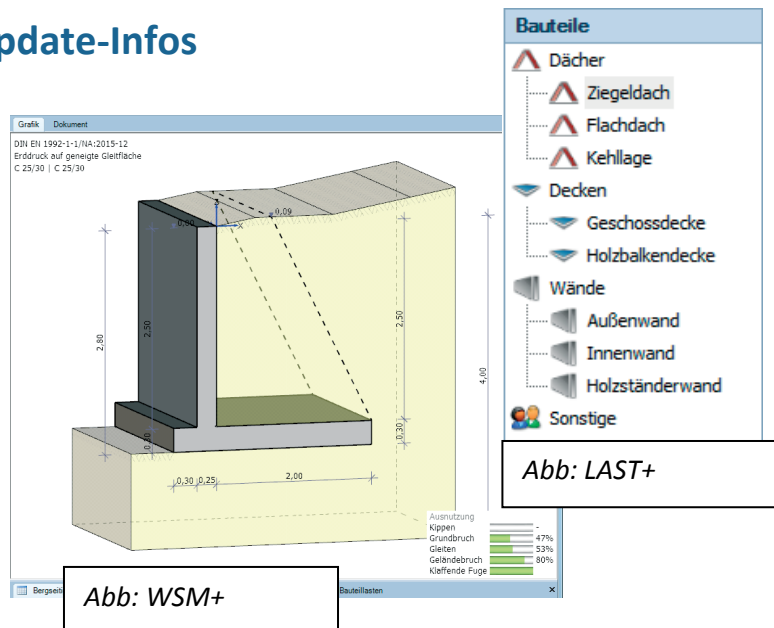 pdate-Infos
Grafik Dokument
DIN EN 1992-1-1/NA:2015-12
Erddruck auf geneigte Gleitfläche
C 25/30 | C 25/30
0,09
x
2,80
2,50
2,50
4,00
0,30
0,30
0,30 0,25 2,00
Ausnutzung
Kippen -
Grundbruch 47%
Gleiten 53%
Geländebruch 80%
Klaffende Fuge
Bergseiti
Bauteillasten
Abb: WSM+
Bauteile
Dächer
Ziegeldach
Flachdach
Kehllage
Decken
Geschossdecke
Holzbalkendecke
Wände
Außenwand
Innenwand
Holzständerwand
Sonstige
Abb: LAST+